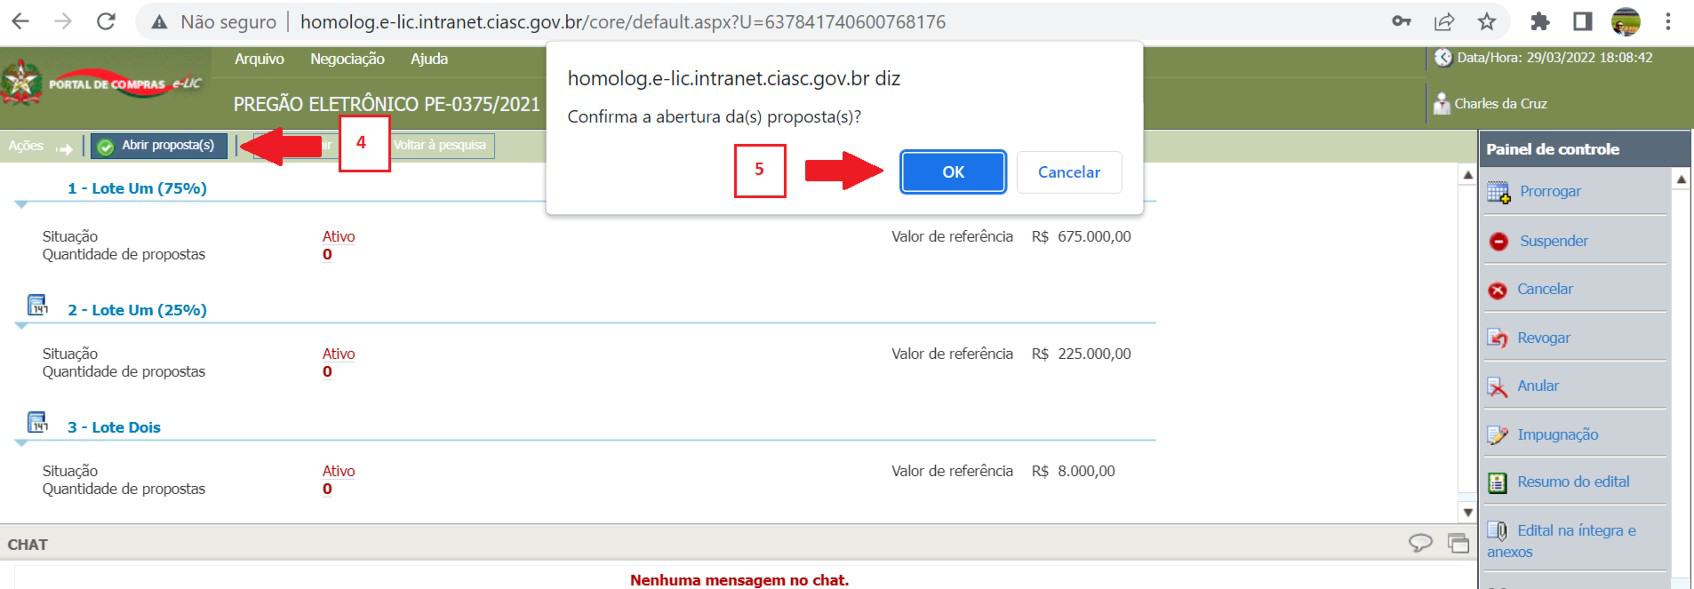 Não seguro | homolog.e-lic.intranet.ciasc.gov.br/core/default.aspx?U=637841740600768176
PORTAL DE COMPRAS e-LIC
Arquivo Negociação Ajuda
PREGÃO ELETRÔNICO PE-0375/2021
Data/Hora: 29/03/2022 18:08:42
Charles da Cruz
homolog.e-lic.intranet.ciasc.gov.br diz
Confirma a abertura da(s) proposta(s)?
5
OK Cancelar
Ações Abrir proposta(s) 4 Voltar à pesquisa
1 - Lote Um (75%)
Situação Ativo Valor de referência R$ 675.000,00
Quantidade de propostas 0
2 - Lote Um (25%)
Situação Ativo Valor de referência R$ 225.000,00
Quantidade de propostas 0
3 - Lote Dois
Situação Ativo Valor de referência R$ 8.000,00
Quantidade de propostas 0
Painel de controle
Prorrogar
Suspender
Cancelar
Revogar
Anular
Impugnação
Resumo do edital
Edital na íntegra e
anexos
CHAT
Nenhuma mensagem no chat.